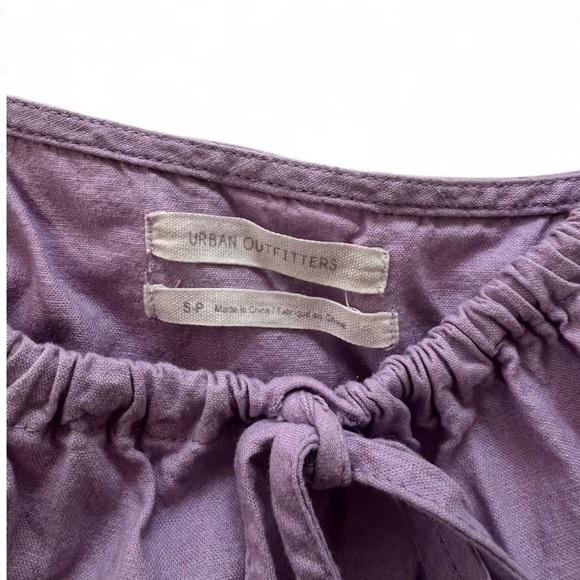 URBAN OUTFITTERS
S-P Made in China / Fabriqué en Chine